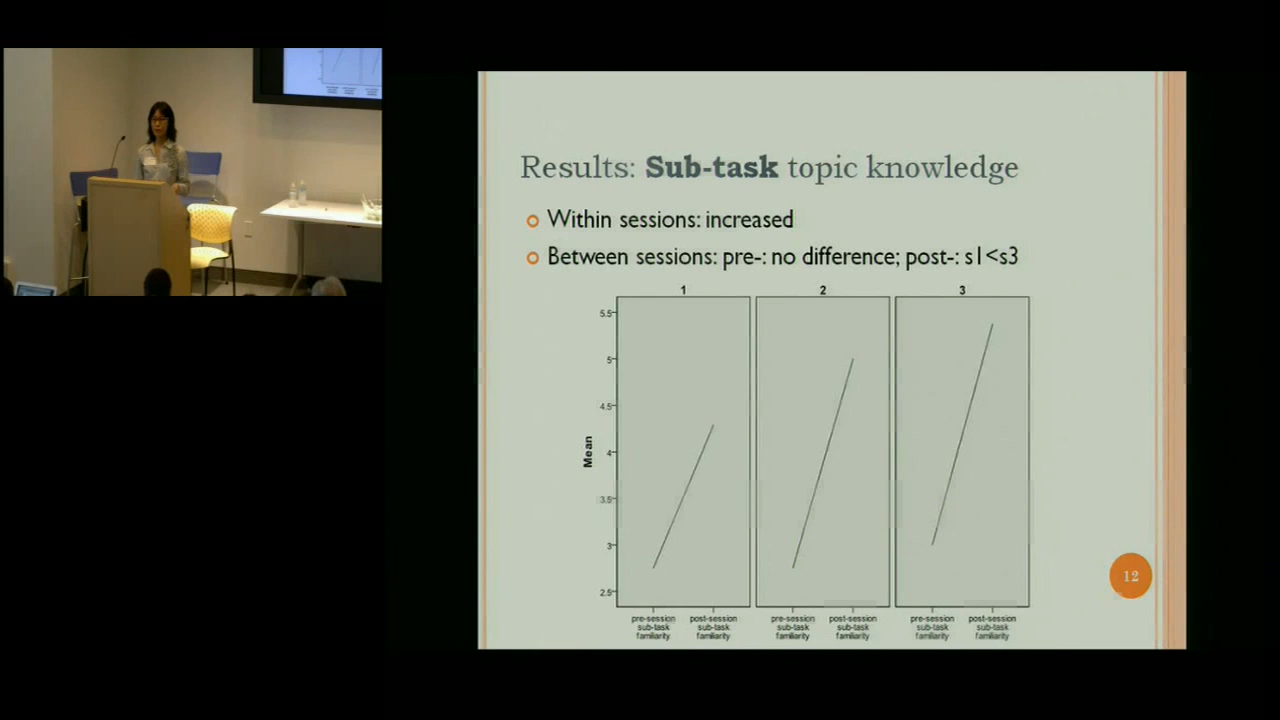 Results: Sub-task topic knowledge
Within sessions: increased
Between sessions: pre-: no difference; post-: s1<s3
1 2 3
5.5
5
4.5
4
3.5
3
2.5
Mean
pre-session post-session pre-session post-session pre-session post-session
sub-task sub-task sub-task sub-task sub-task sub-task
familiarity familiarity familiarity familiarity familiarity familiarity
12